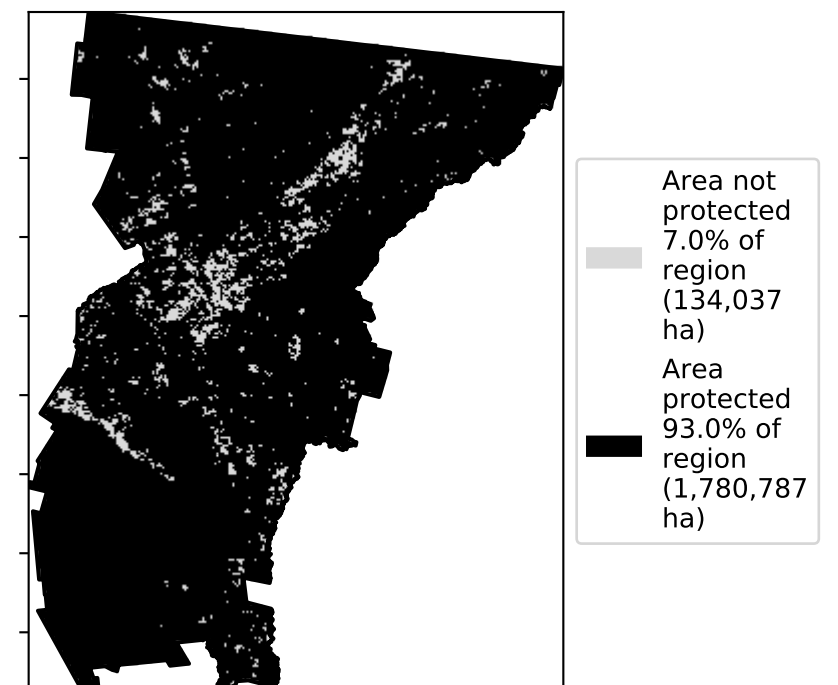 Area not
protected
7.0% of
region
(134,037
ha)
Area
protected
93.0% of
region
(1,780,787
ha)